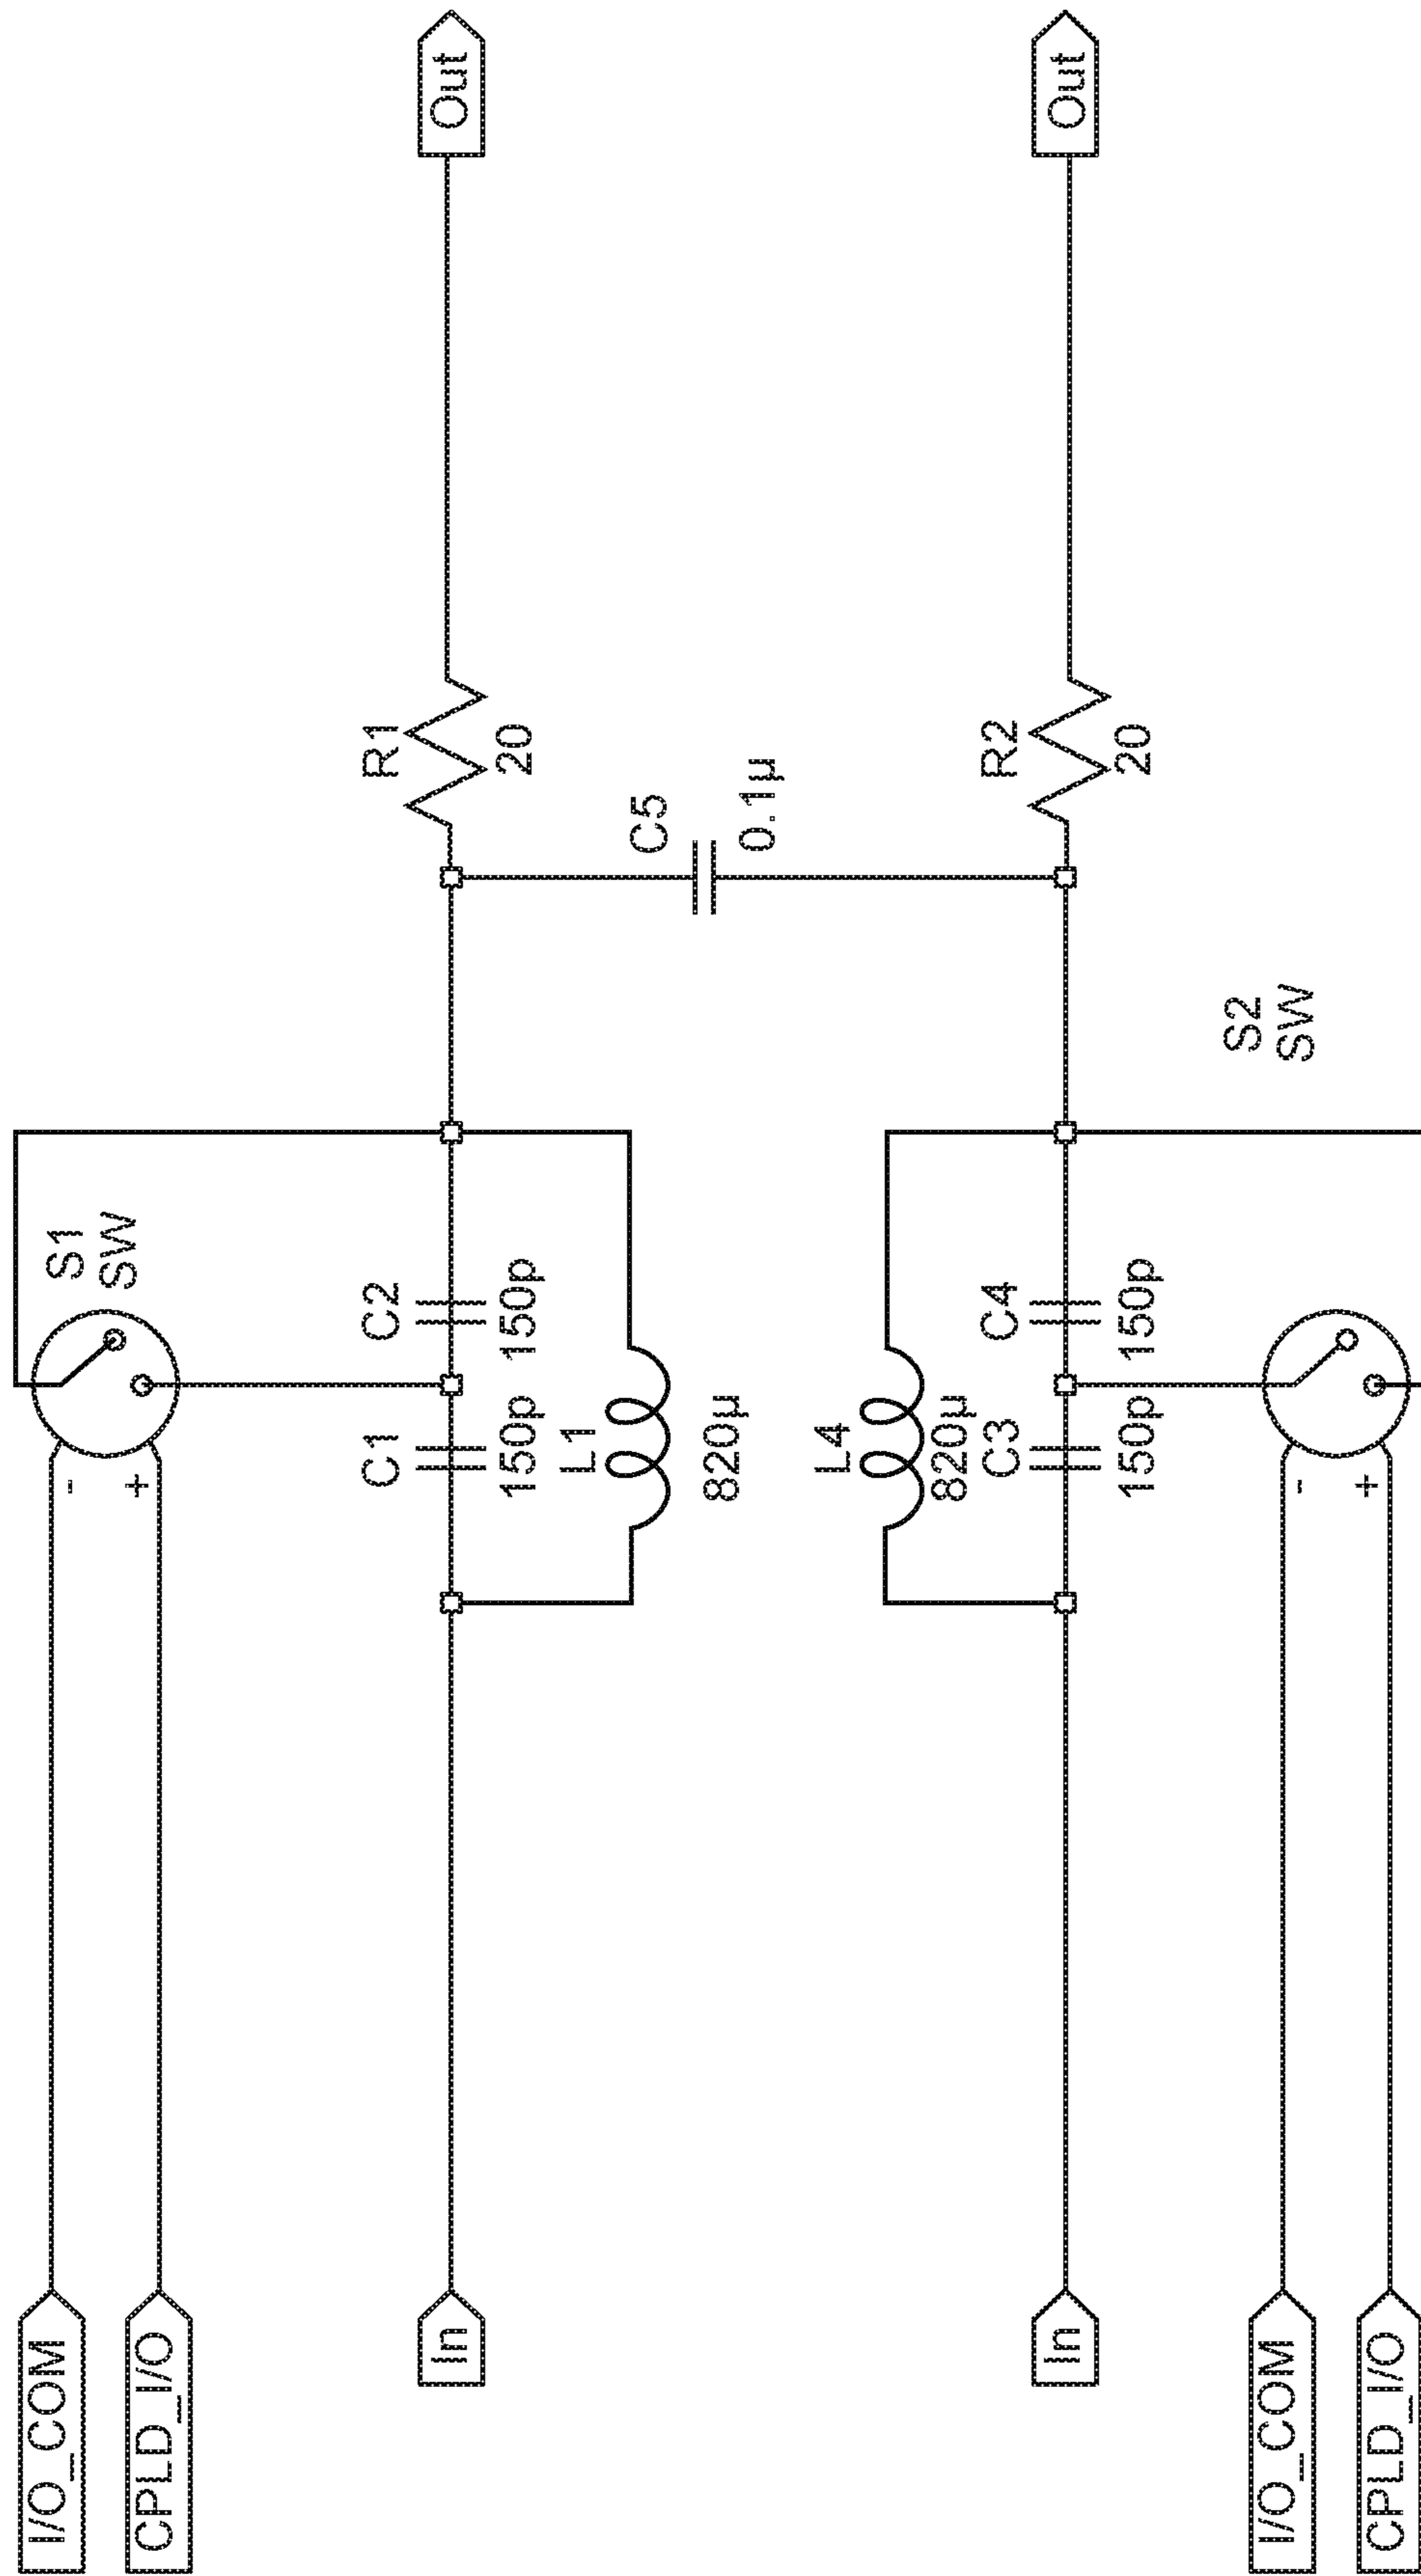 I/O_COM
CPLD_I/O
-
+
S1
SW
In
C1
150p
C2
150p
L1
820µ
R1
20
Out
C5
0.1µ
L4
820µ
In
C3
150p
C4
150p
R2
20
Out
I/O_COM
CPLD_I/O
-
+
S2
SW